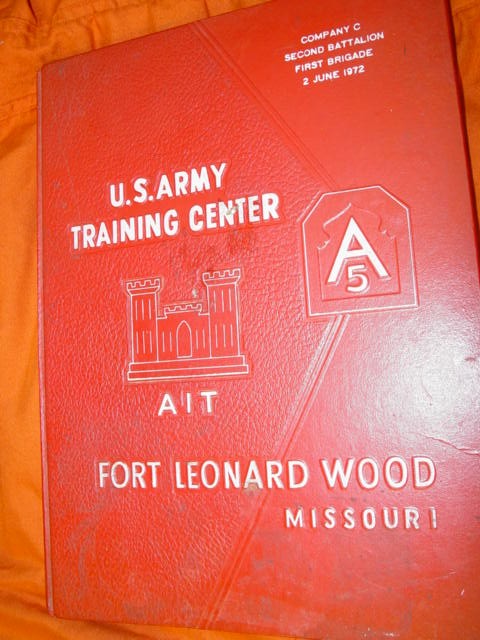 COMPANY C
SECOND BATTALION
FIRST BRIGADE
2 JUNE 1972
U.S. ARMY
TRAINING CENTER
A
5
AIT
FORT LEONARD WOOD
MISSOURI